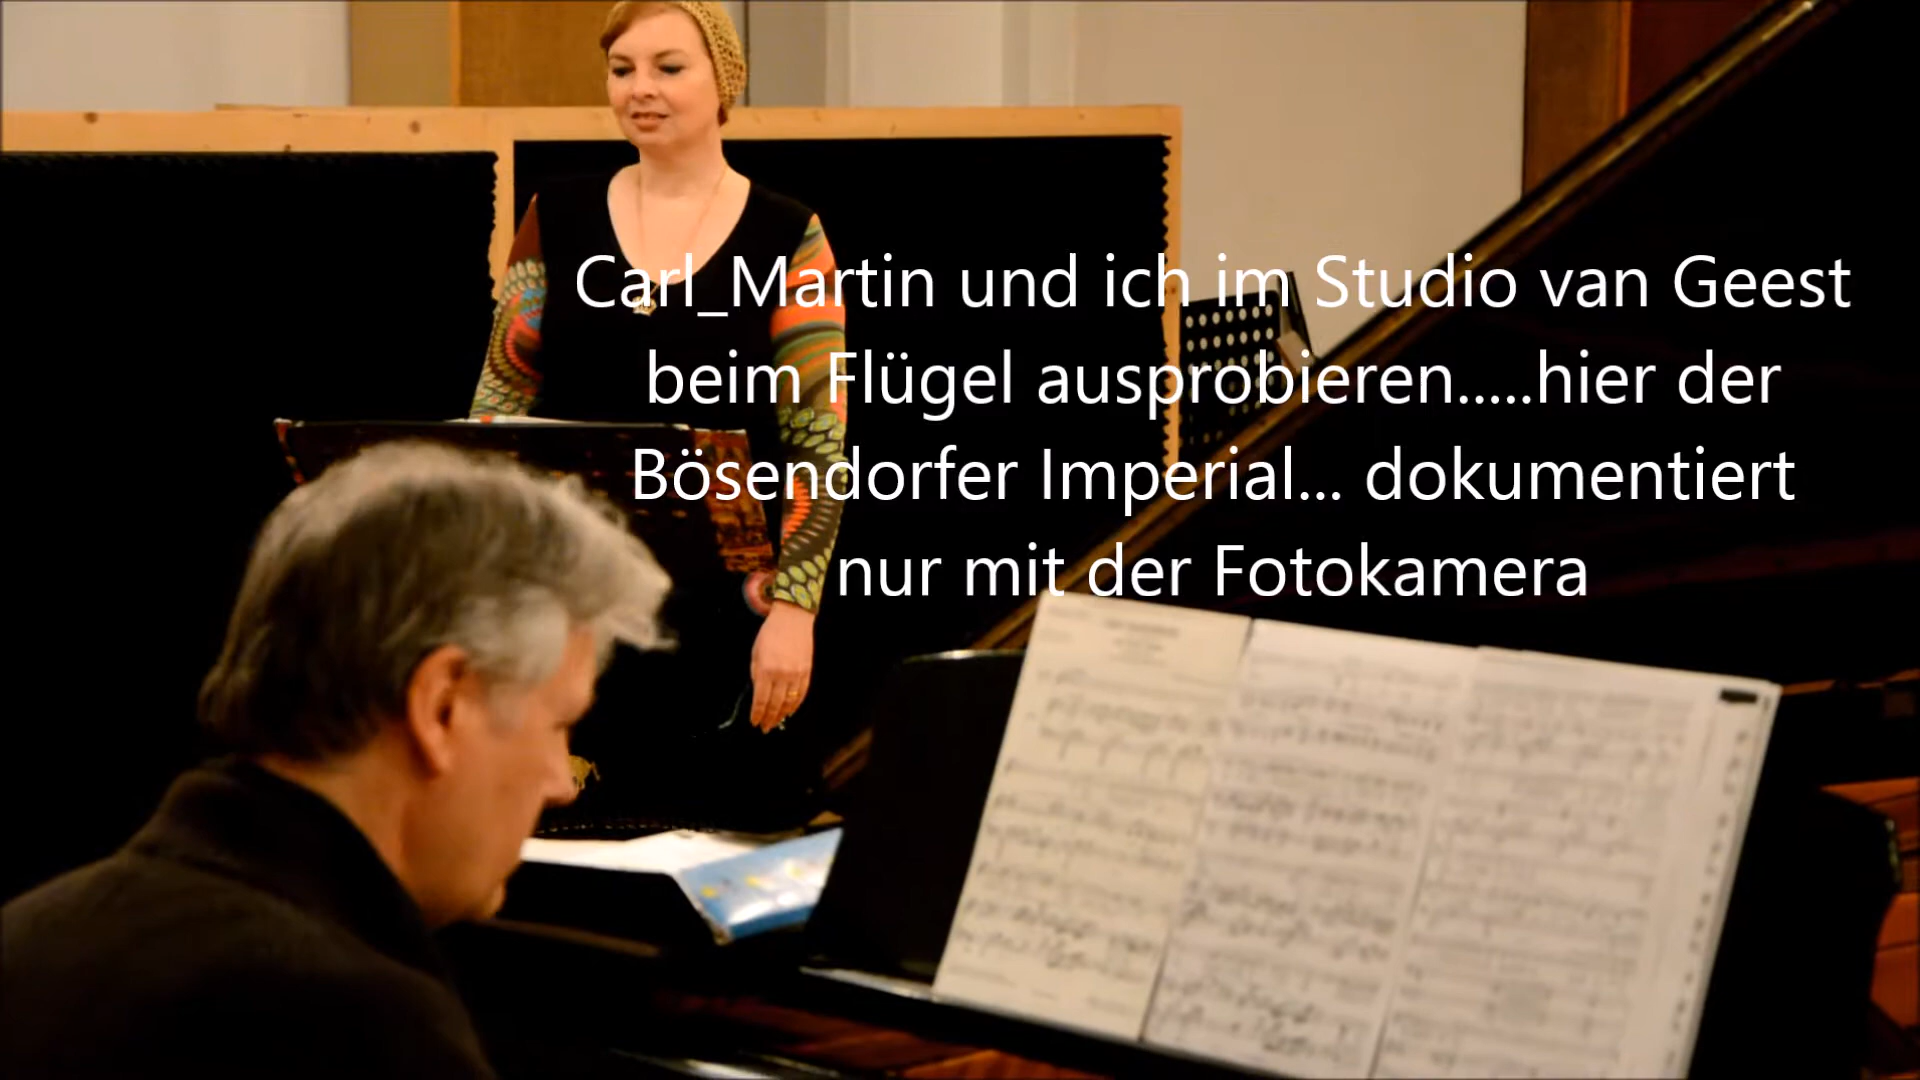 Carl_Martin und ich im Studio van Geest
beim Flügel ausprobieren.....hier der
Bösendorfer Imperial... dokumentiert
nur mit der Fotokamera